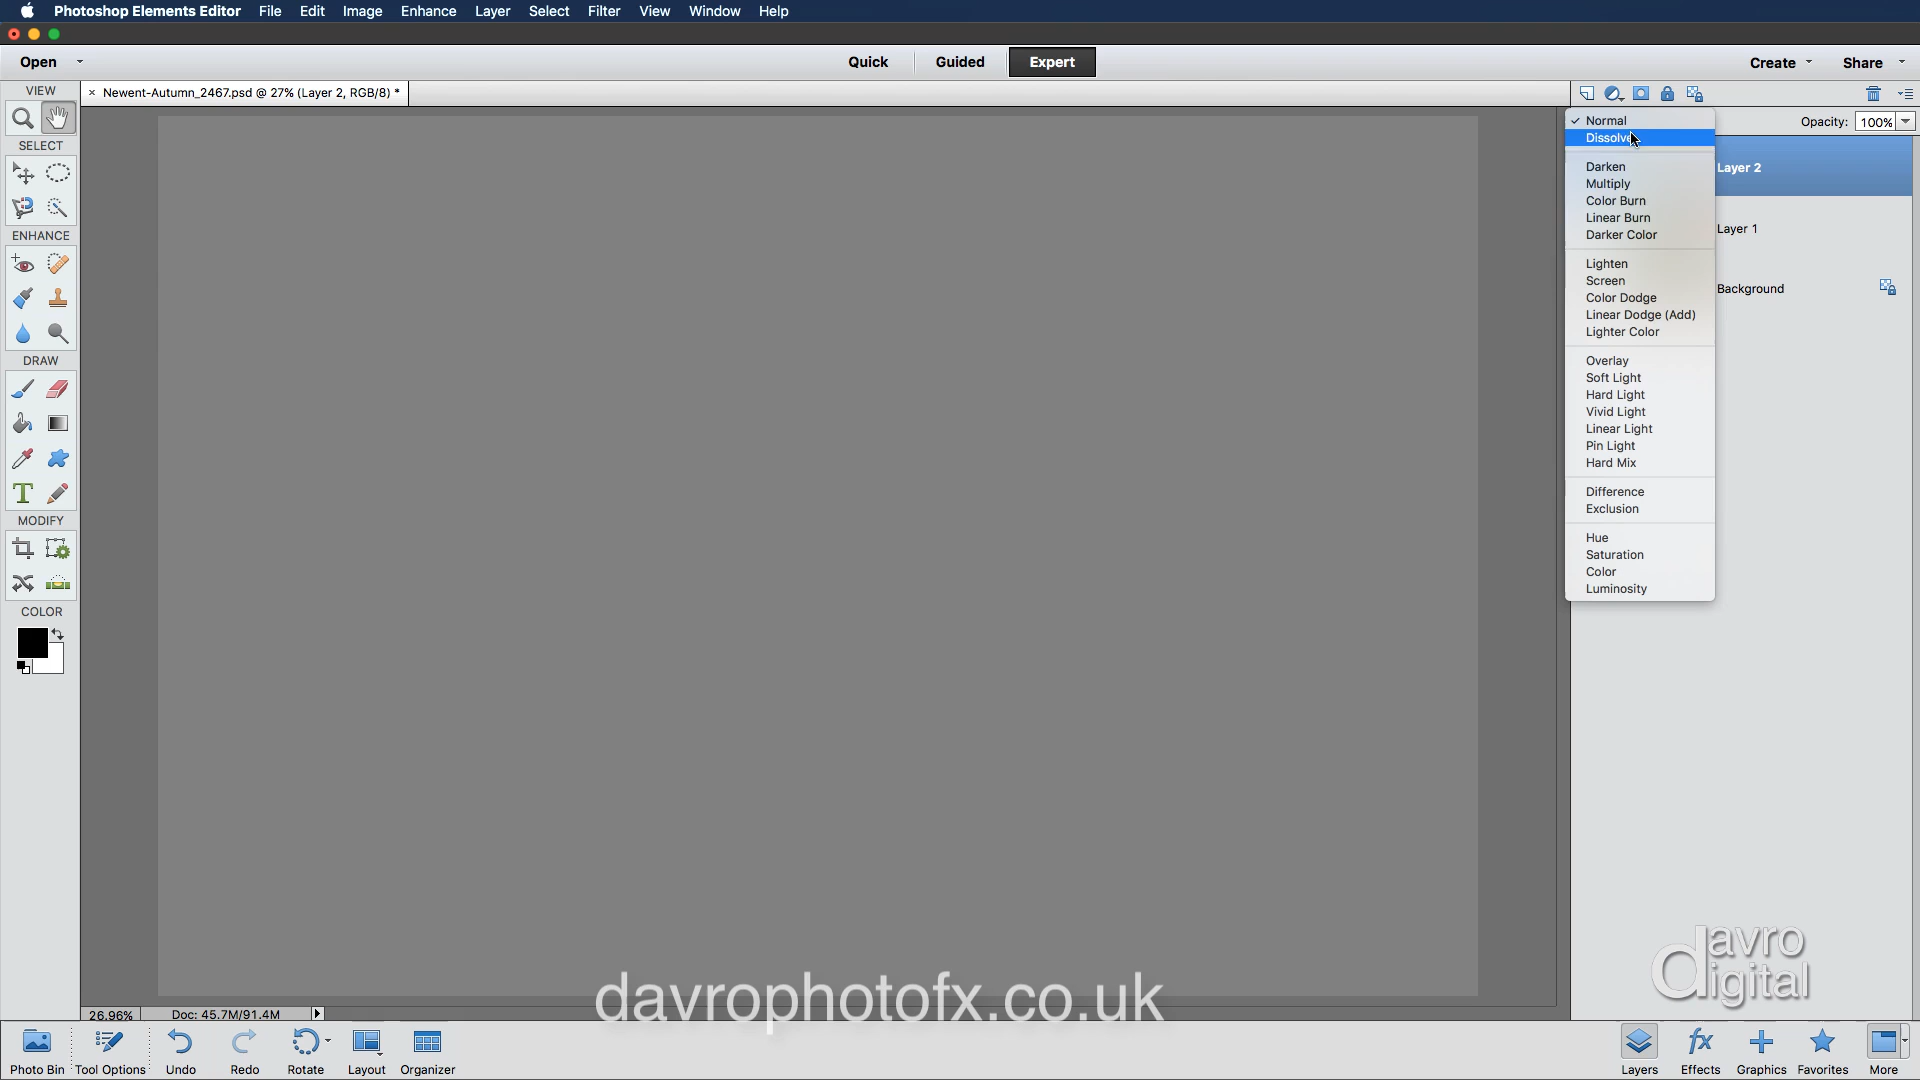 Photoshop Elements Editor File Edit Image Enhance Layer Select Filter View Window Help
Open Quick Guided Expert Create Share
× Newent-Autumn_2467.psd @ 27% (Layer 2, RGB/8) *
VIEW
SELECT
ENHANCE
DRAW
T
MODIFY
COLOR
✓ Normal
Dissolve
Darken
Multiply
Color Burn
Linear Burn
Darker Color
Lighten
Screen
Color Dodge
Linear Dodge (Add)
Lighter Color
Overlay
Soft Light
Hard Light
Vivid Light
Linear Light
Pin Light
Hard Mix
Difference
Exclusion
Hue
Saturation
Color
Luminosity
Opacity: 100%
Layer 2
Layer 1
Background
davro
digital
davrophotofx.co.uk
26.96% Doc: 45.7M/91.4M
fx
Photo Bin Tool Options Undo Redo Rotate Layout Organizer Layers Effects Graphics Favorites More